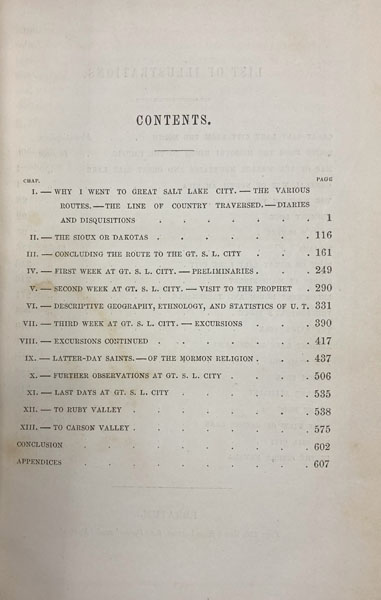 CONTENTS.
CHAP. PAGE
I. — WHY I WENT TO GREAT SALT LAKE CITY. — THE VARIOUS
ROUTES. — THE LINE OF COUNTRY TRAVERSED. — DIARIES
AND DISQUISITIONS . . . . . . . 1
II. — THE SIOUX OR DAKOTAS . . . . . . . 116
III. — CONCLUDING THE ROUTE TO THE GT. S. L. CITY . . . 161
IV. — FIRST WEEK AT GT. S. L. CITY. — PRELIMINARIES . . . 249
V. — SECOND WEEK AT GT. S. L. CITY. — VISIT TO THE PROPHET . 290
VI. — DESCRIPTIVE GEOGRAPHY, ETHNOLOGY, AND STATISTICS OF U. T. 331
VII. — THIRD WEEK AT GT. S. L. CITY. — EXCURSIONS . . . 390
VIII. — EXCURSIONS CONTINUED . . . . . . 417
IX. — LATTER-DAY SAINTS. — OF THE MORMON RELIGION . . . 437
X. — FURTHER OBSERVATIONS AT GT. S. L. CITY . . . . 506
XI. — LAST DAYS AT GT. S. L. CITY . . . . . . 535
XII. — TO RUBY VALLEY . . . . . . . 538
XIII. — TO CARSON VALLEY . . . . . . . 575
CONCLUSION . . . . . . . . . 602
APPENDICES . . . . . . . . . 607